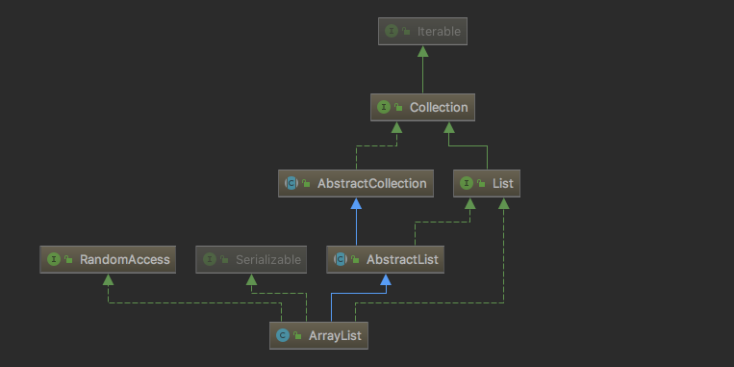 Iterable
Collection
AbstractCollection
List
RandomAccess
Serializable
AbstractList
ArrayList